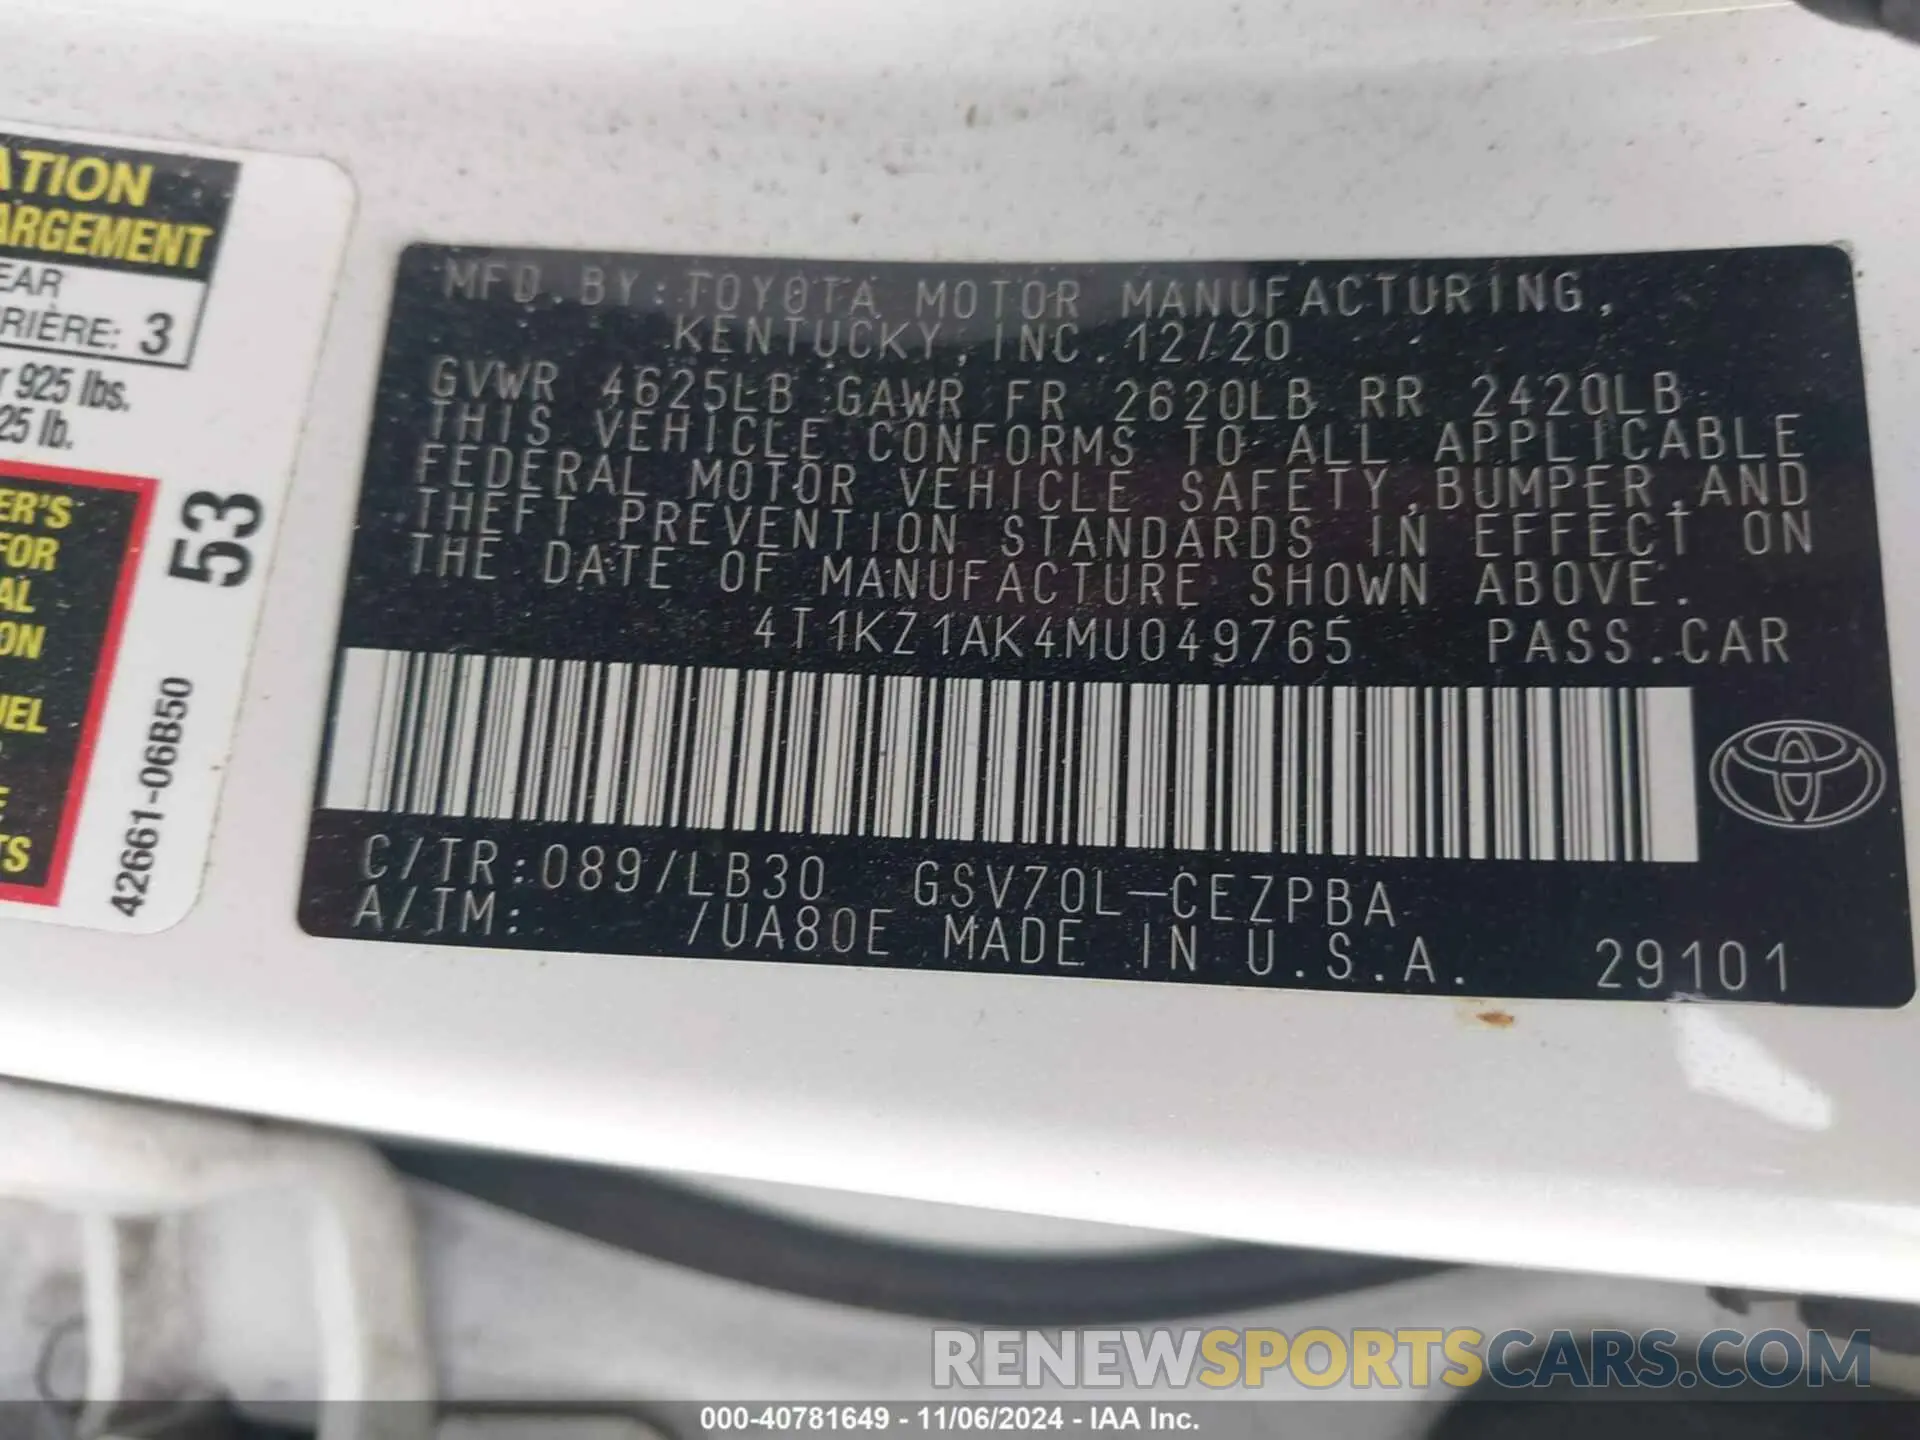 ATION
ARGEMENT
EAR
RIÈRE: 3
r 925 lbs.
25 lb.
ER'S
FOR
AL
ON
UEL
E
TS
53
42661-06B50
MFD.BY:TOYOTA MOTOR MANUFACTURING,
KENTUCKY,INC.12/20
GVWR 4625LB GAWR FR 2620LB RR 2420LB
THIS VEHICLE CONFORMS TO ALL APPLICABLE
FEDERAL MOTOR VEHICLE SAFETY,BUMPER,AND
THEFT PREVENTION STANDARDS IN EFFECT ON
THE DATE OF MANUFACTURE SHOWN ABOVE.
4T1KZ1AK4MU049765 PASS.CAR
C/TR:089/LB30 GSV70L-CEZPBA
A/TM: /UA80E MADE IN U.S.A. 29101
RENEWSPORTSCARS.COM
000-40781649 - 11/06/2024 - IAA Inc.